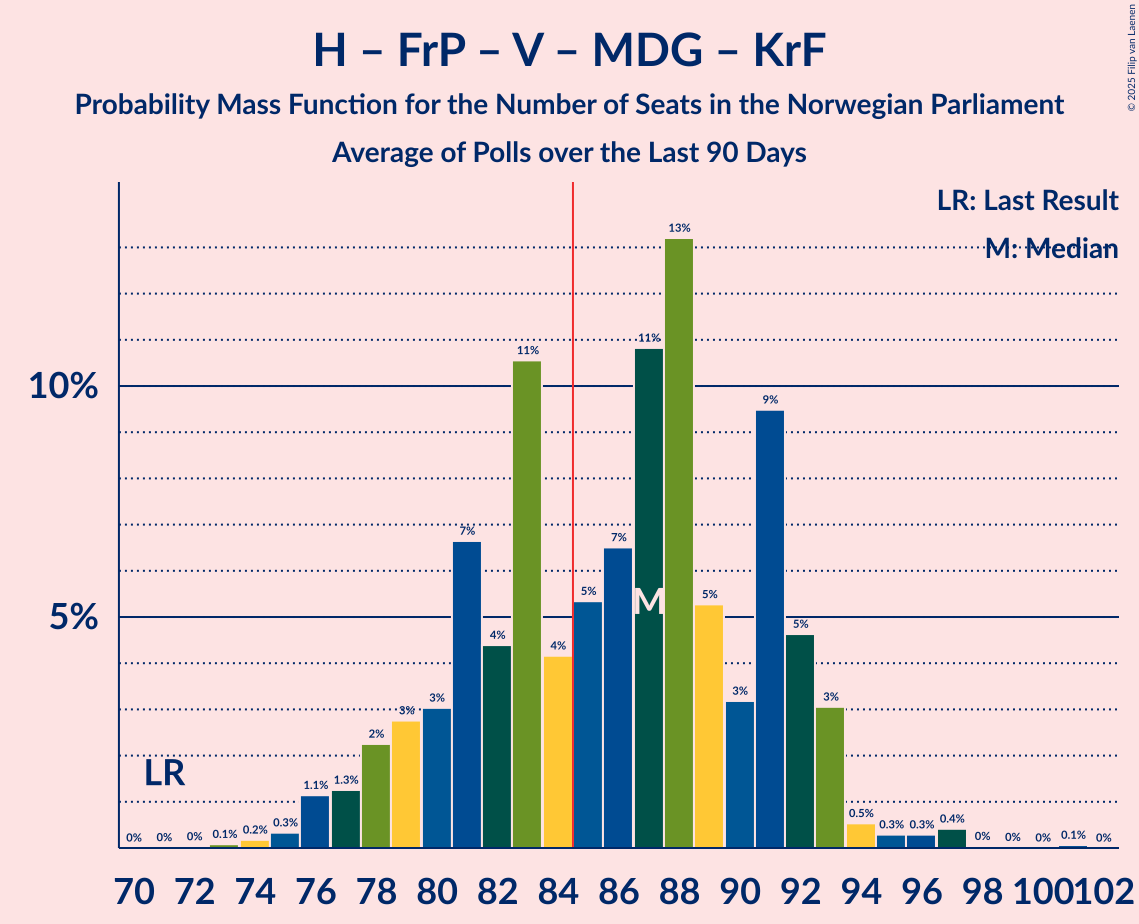 H – FrP – V – MDG – KrF
Probability Mass Function for the Number of Seats in the Norwegian Parliament
Average of Polls over the Last 90 Days
© 2025 Filip van Laenen
LR: Last Result
M: Median
10%
5%
0% 0% 0% 0.1% 0.2% 0.3% 1.1% 1.3% 2% 3% 3% 7% 4% 11% 4% 5% 7% 11% 13% 5% 3% 9% 5% 3% 0.5% 0.3% 0.3% 0.4% 0% 0% 0% 0.1% 0%
LR
M
70 72 74 76 78 80 82 84 86 88 90 92 94 96 98 100 102